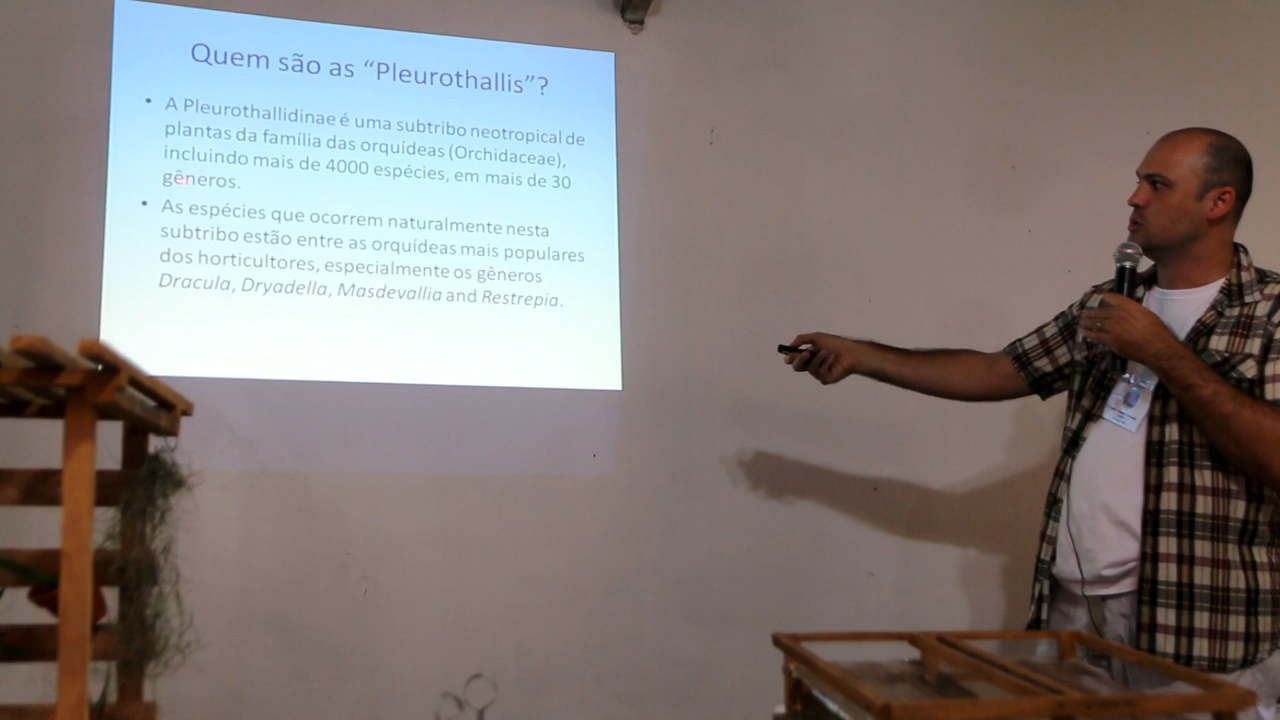 Quem são as “Pleurothallis”?
• A Pleurothallidinae é uma subtribo neotropical de
plantas da família das orquídeas (Orchidaceae),
incluindo mais de 4000 espécies, em mais de 30
gêneros.
• As espécies que ocorrem naturalmente nesta
subtribo estão entre as orquídeas mais populares
dos horticultores, especialmente os gêneros
Dracula, Dryadella, Masdevallia and Restrepia.